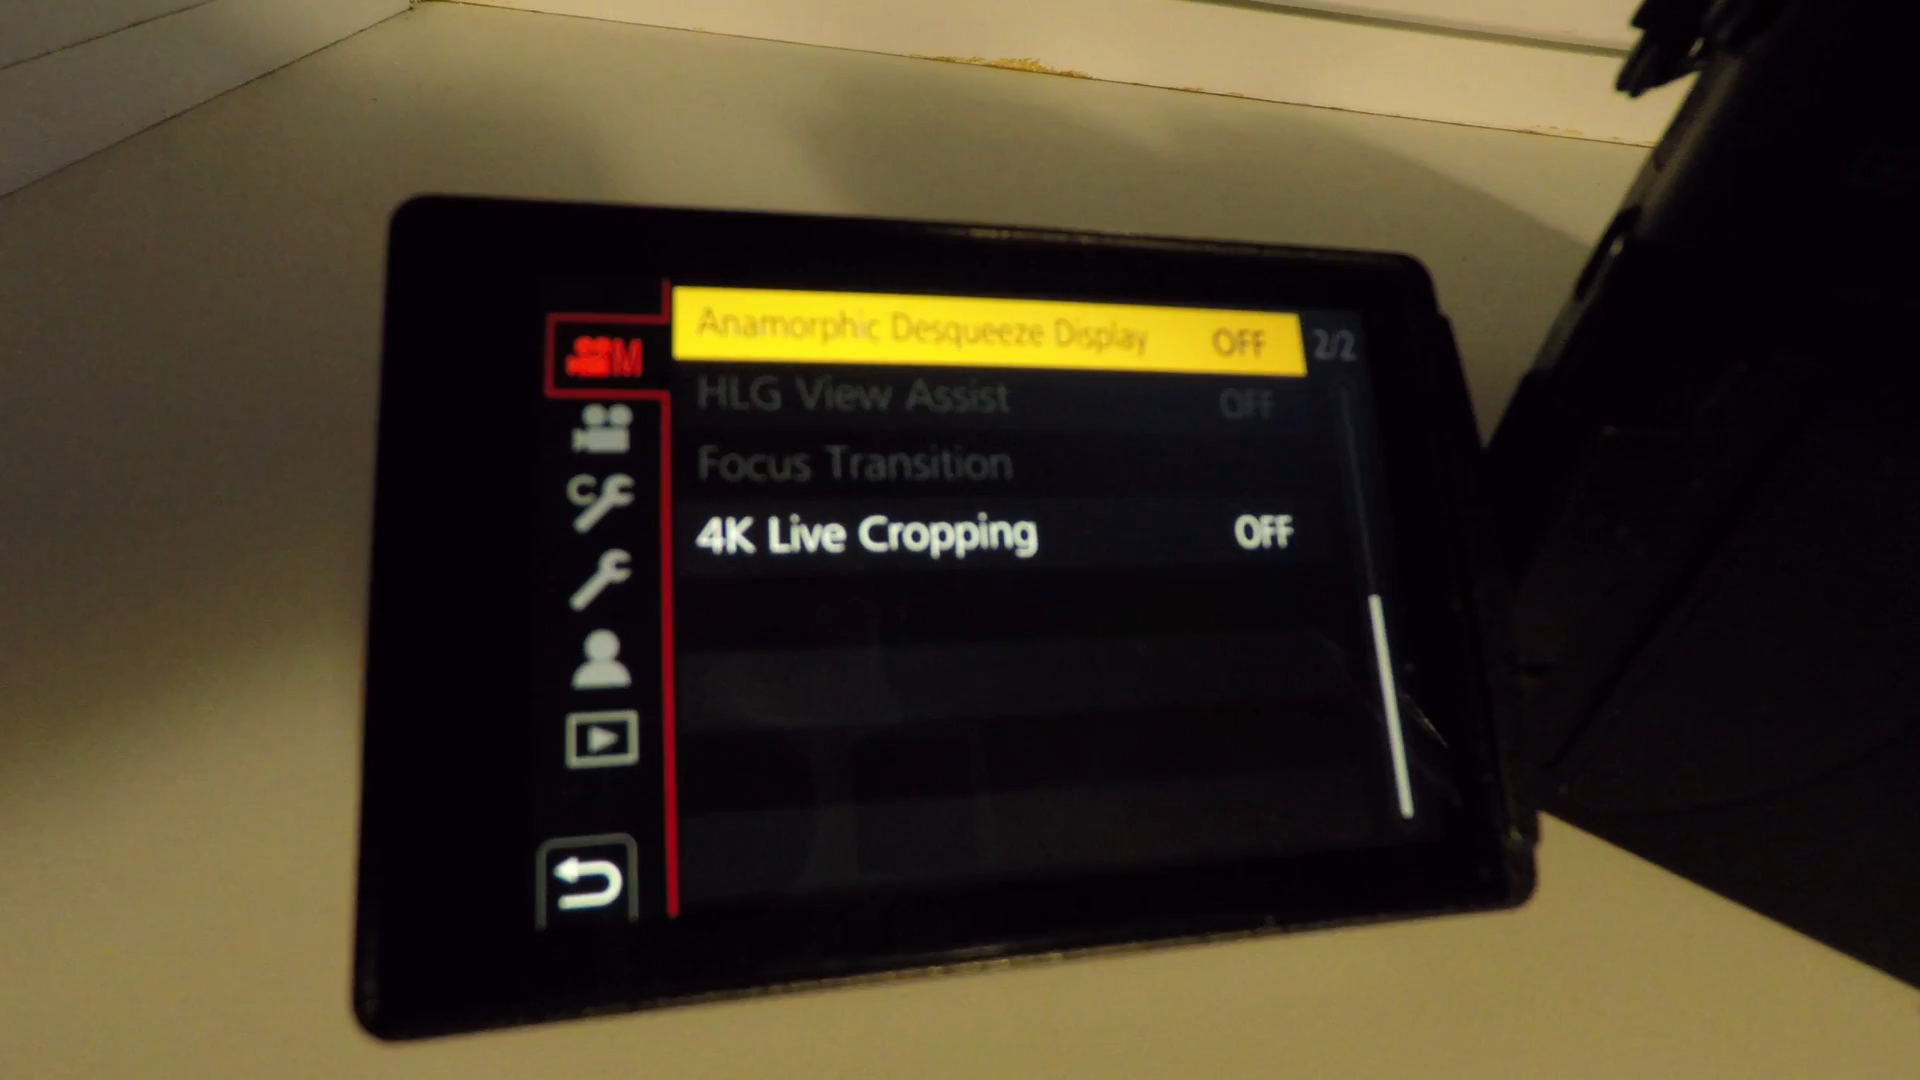 M
Anamorphic Desqueeze Display OFF 2/2
HLG View Assist OFF
C
Focus Transition
4K Live Cropping OFF